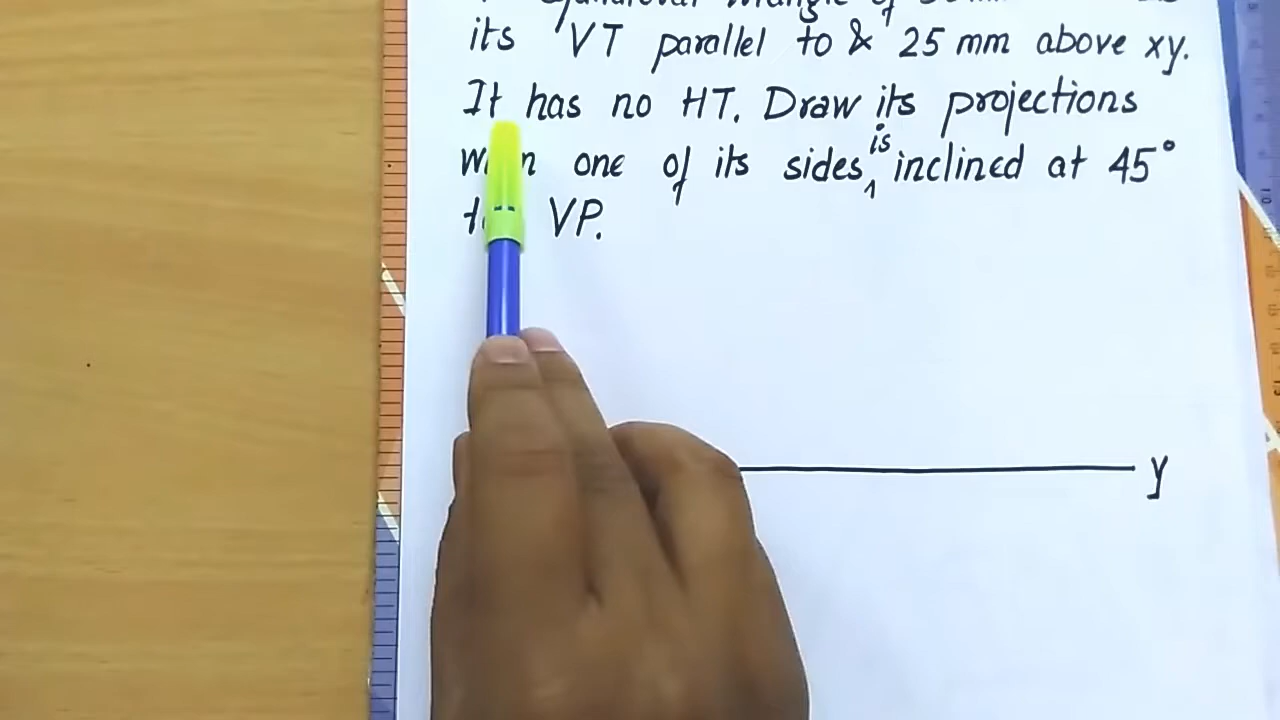 its VT parallel to & 25 mm above xy.
It has no HT. Draw its projections
one of its sides is inclined at 45°
VP.
y